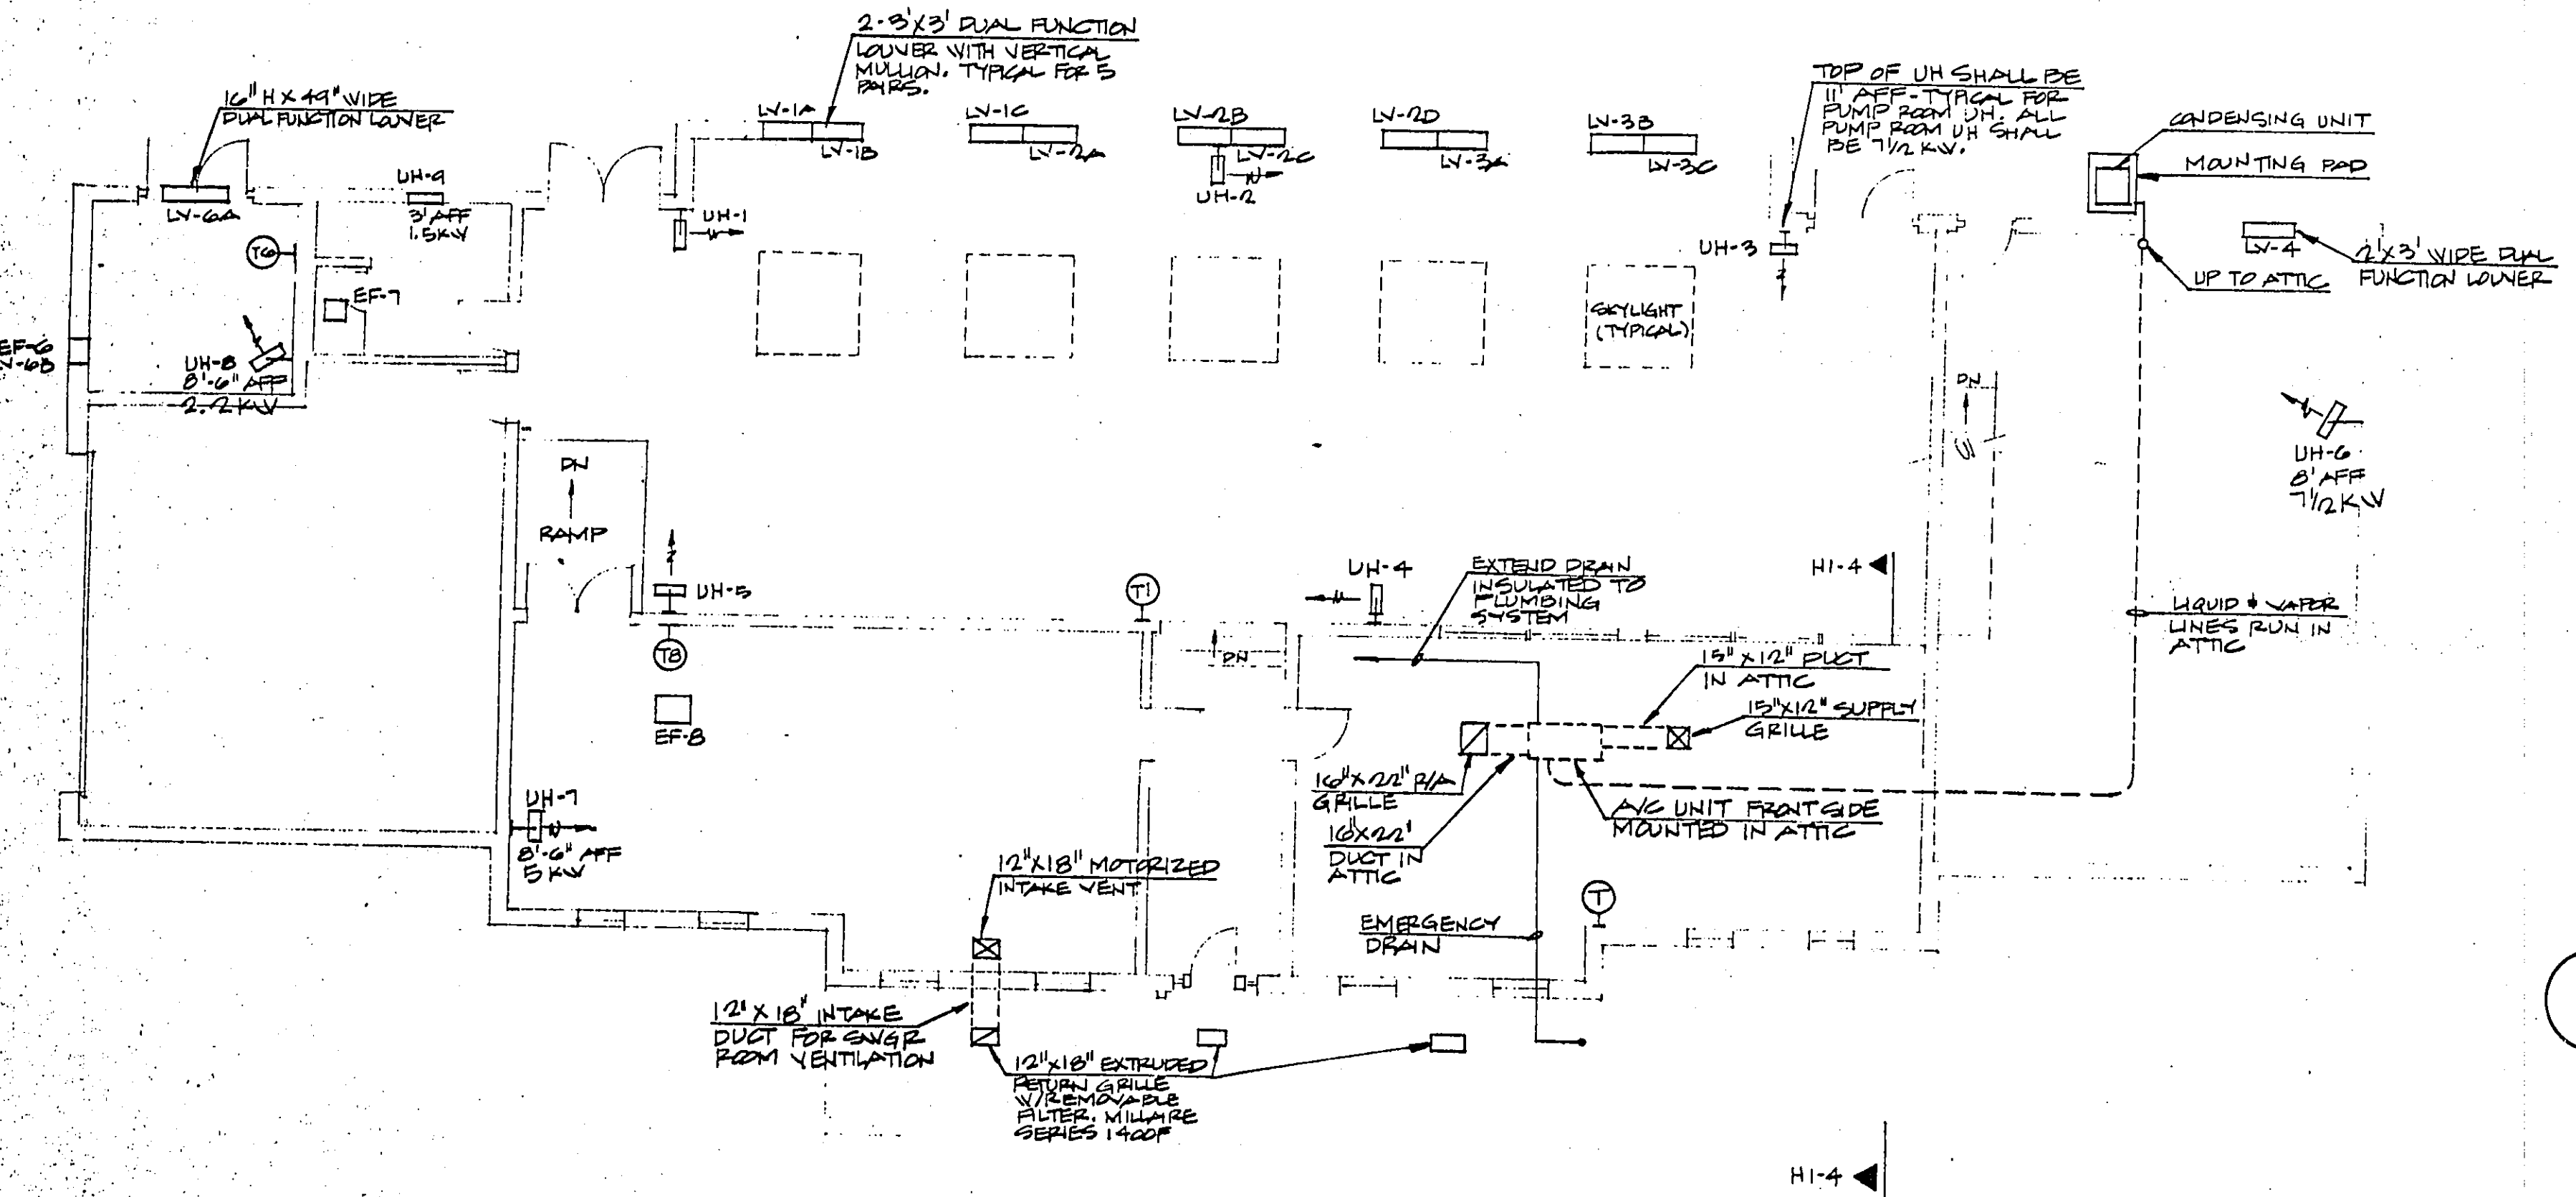 2-3'X3' DUAL FUNCTION
LOUVER WITH VERTICAL
MULLION. TYPICAL FOR 5
PAIRS.
16" H X 49" WIDE
DUAL FUNCTION LOUVER
TOP OF UH SHALL BE
11' AFF-TYPICAL FOR
PUMP ROOM UH. ALL
PUMP ROOM UH SHALL
BE 7 1/2 KW.
CONDENSING UNIT
MOUNTING PAD
LV-1A
LV-1B
LV-1C
LV-2A
LV-2B
LV-2C
LV-2D
LV-3A
LV-3B
LV-3C
UH-2
LV-6A
UH-9
3' AFF
1.5KW
UH-1
UH-3
LV-4
2'X3' WIDE DUAL
FUNCTION LOUVER
UP TO ATTIC
T6
EF-7
SKYLIGHT
(TYPICAL)
EF-6
LV-6B
UH-8
8'-6" AFF
2.2 KW
DN
UH-6
8' AFF
7 1/2 KW
DN
RAMP
UH-5
T8
EF-8
T1
UH-4
EXTEND DRAIN
INSULATED TO
PLUMBING
SYSTEM
H1-4
LIQUID & VAPOR
LINES RUN IN
ATTIC
DN
15"X12" DUCT
IN ATTIC
15"X12" SUPPLY
GRILLE
16"X22" R/A
GRILLE
16X22'
DUCT IN
ATTIC
A/C UNIT FRONT SIDE
MOUNTED IN ATTIC
UH-7
8'-6" AFF
5 KW
12"X18" MOTORIZED
INTAKE VENT
T
EMERGENCY
DRAIN
12'X18" INTAKE
DUCT FOR SWGR
ROOM VENTILATION
12"X18" EXTRUDED
RETURN GRILLE
W/REMOVABLE
FILTER. MILLAIRE
SERIES 1400F
H1-4